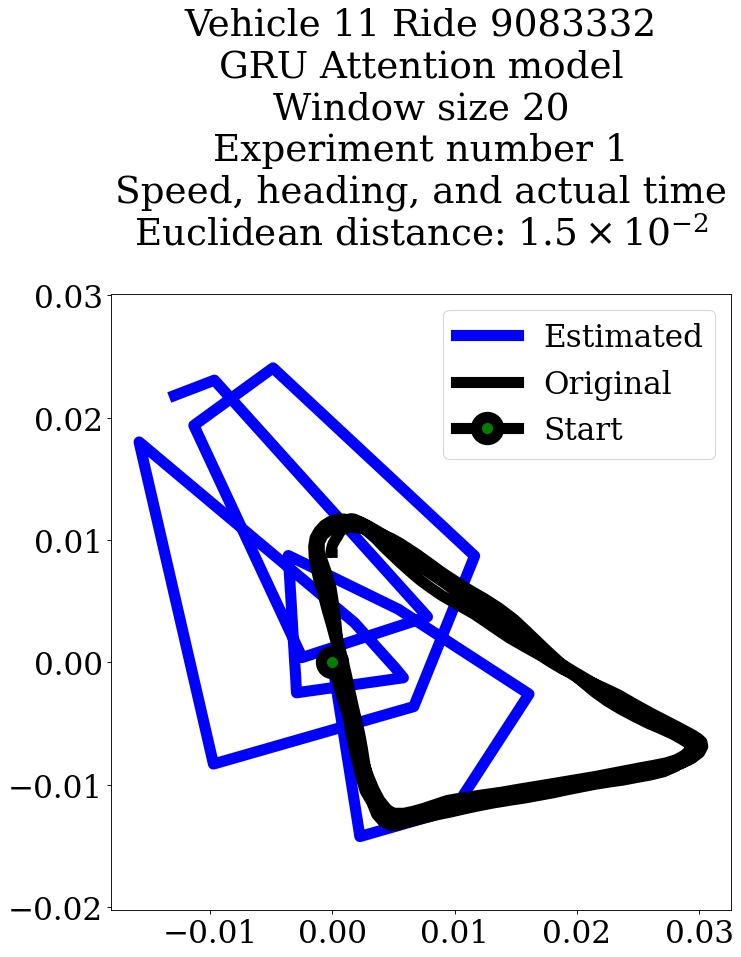 Vehicle 11 Ride 9083332
GRU Attention model
Window size 20
Experiment number 1
Speed, heading, and actual time
Euclidean distance: 1.5 × 10⁻²
0.03
0.02
0.01
0.00
−0.01
−0.02
Estimated
Original
Start
−0.01 0.00 0.01 0.02 0.03